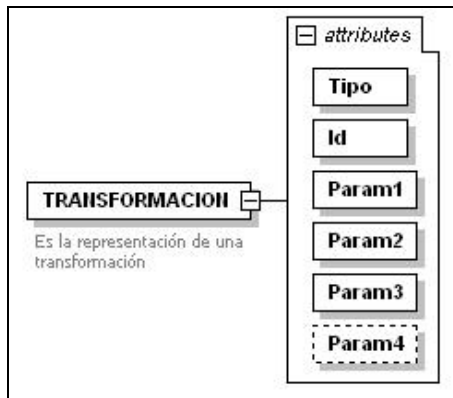 attributes
Tipo
Id
Param1
TRANSFORMACION
Param2
Es la representación de una
transformación
Param3
Param4